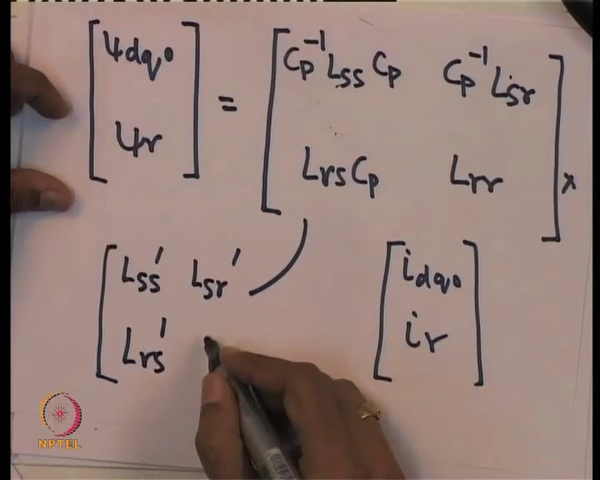 [ψdq0 ψr] = [Cp⁻¹ Lss Cp Cp⁻¹ Lsr
Lrs Cp Lrr] ×
[Lss' Lsr'
Lrs'
[idq0
ir]
NPTEL